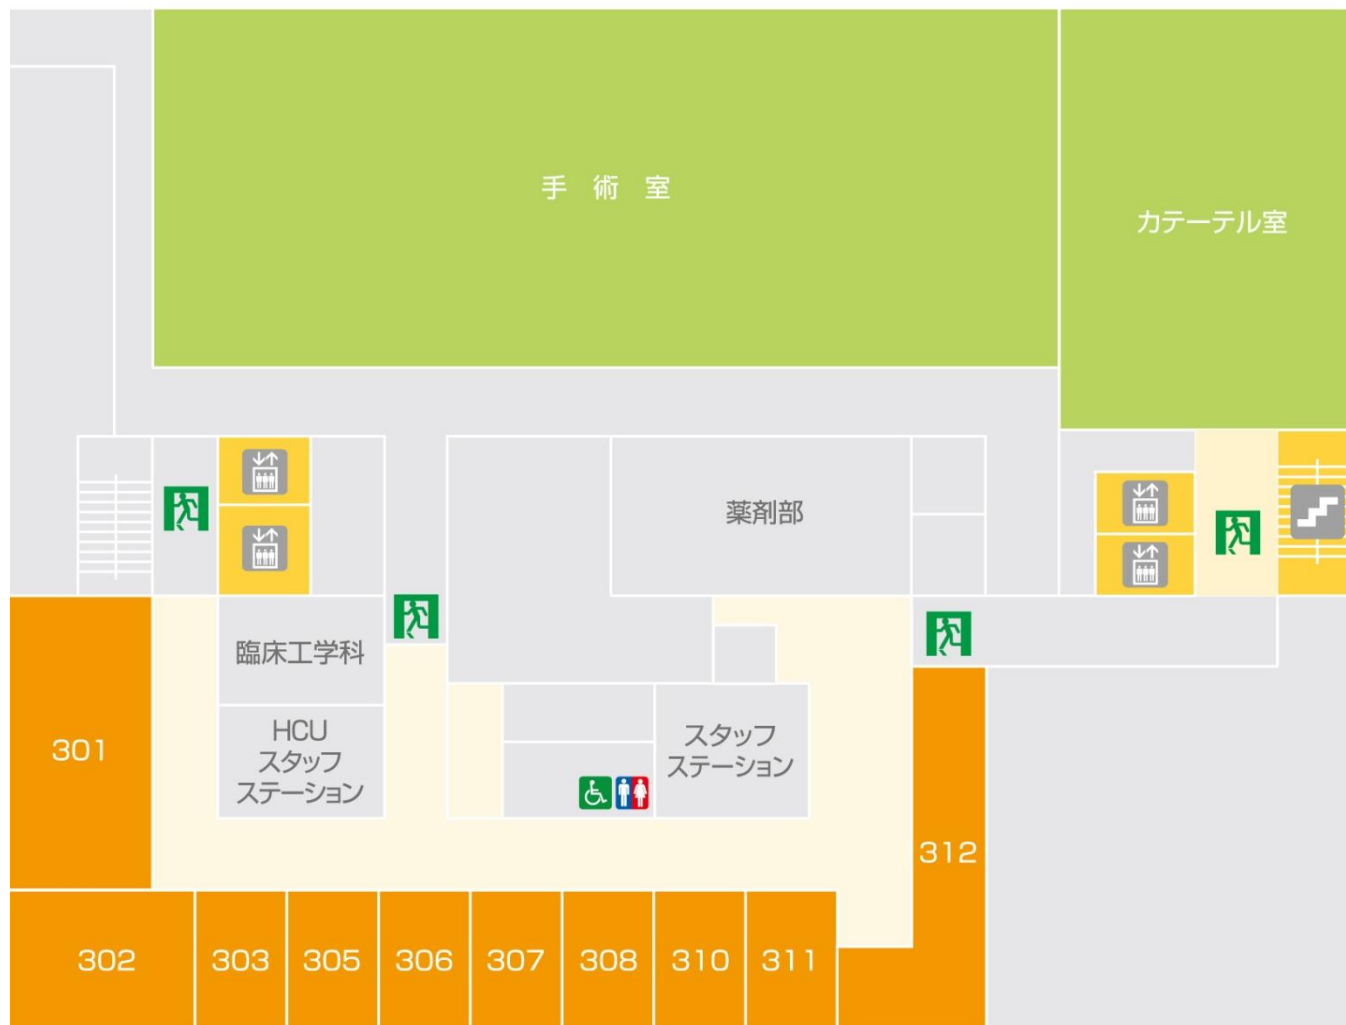 手 術 室
カテーテル室
薬剤部
臨床工学科
HCU
スタッフ
ステーション
スタッフ
ステーション
301
312
302
303
305
306
307
308
310
311